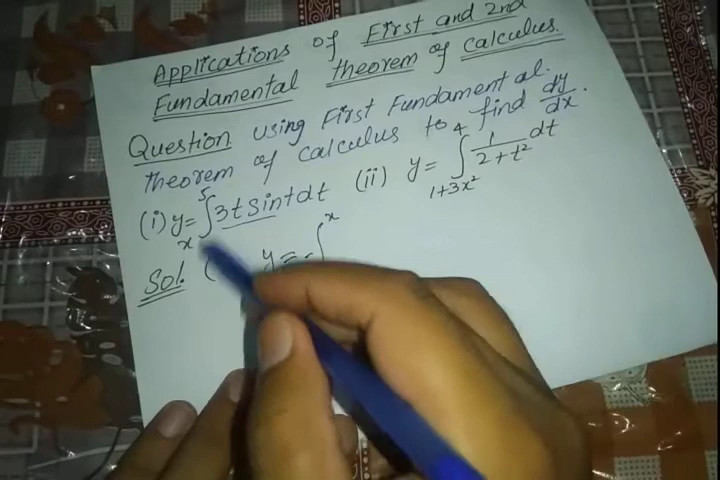 Applications of First and 2nd
Fundamental theorem of calculus.
Question using First Fundamental
theorem of calculus to find dy/dx.
(i) y= ∫_x^5 3t sint dt (ii) y= ∫_{1+3x²}^4 1/(2+t²) dt
Sol. ( y = -∫^x